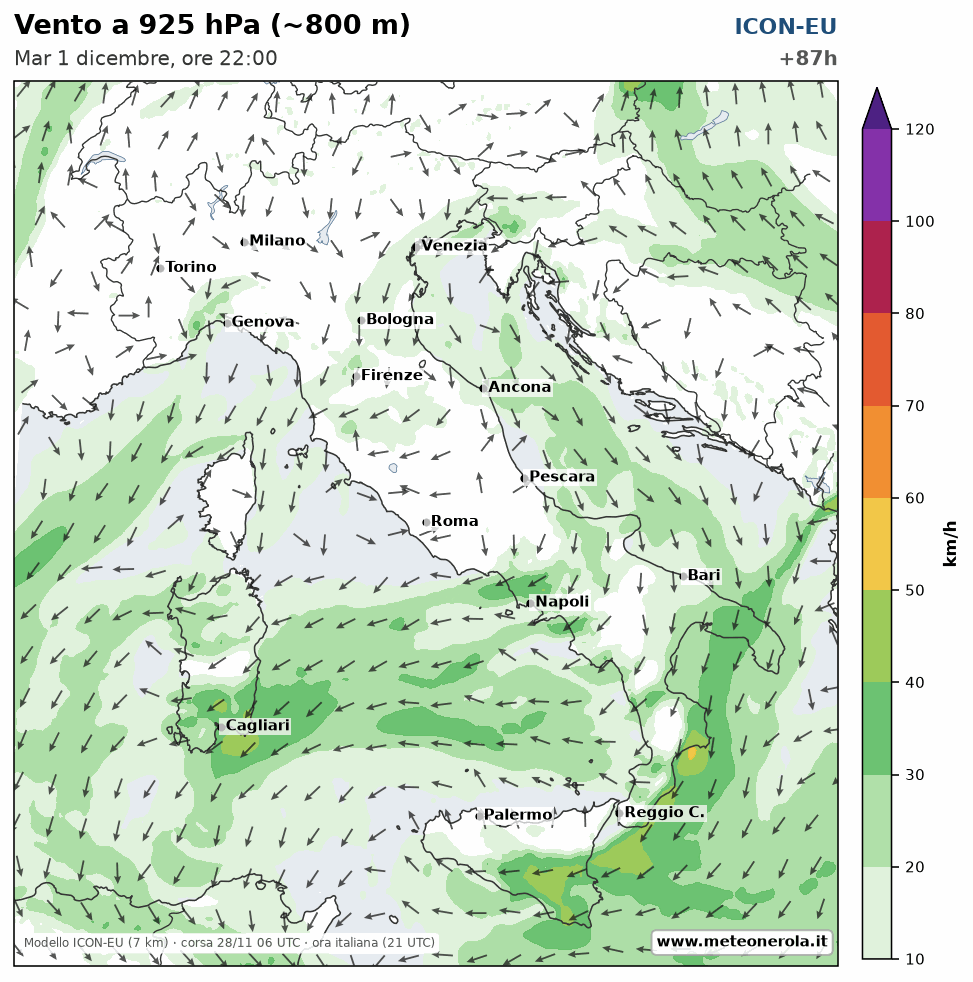 Vento a 925 hPa (~800 m)
ICON-EU
Mar 1 dicembre, ore 22:00
+87h
120
100
80
70
60
50
40
30
20
10
km/h
Milano
Venezia
Torino
Genova
Bologna
Firenze
Ancona
Pescara
Roma
Bari
Napoli
Cagliari
Palermo
Reggio C.
Modello ICON-EU (7 km) · corsa 28/11 06 UTC · ora italiana (21 UTC)
www.meteonerola.it